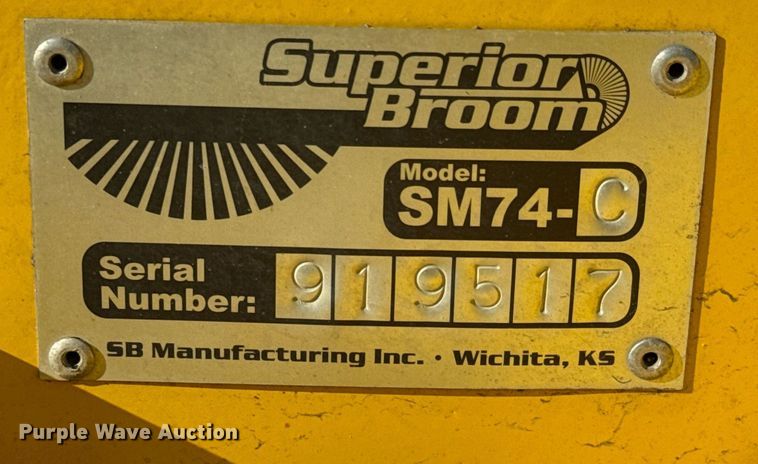 Superior
Broom
Model:
SM74-C
Serial
Number: 919517
SB Manufacturing Inc. · Wichita, KS
Purple Wave Auction